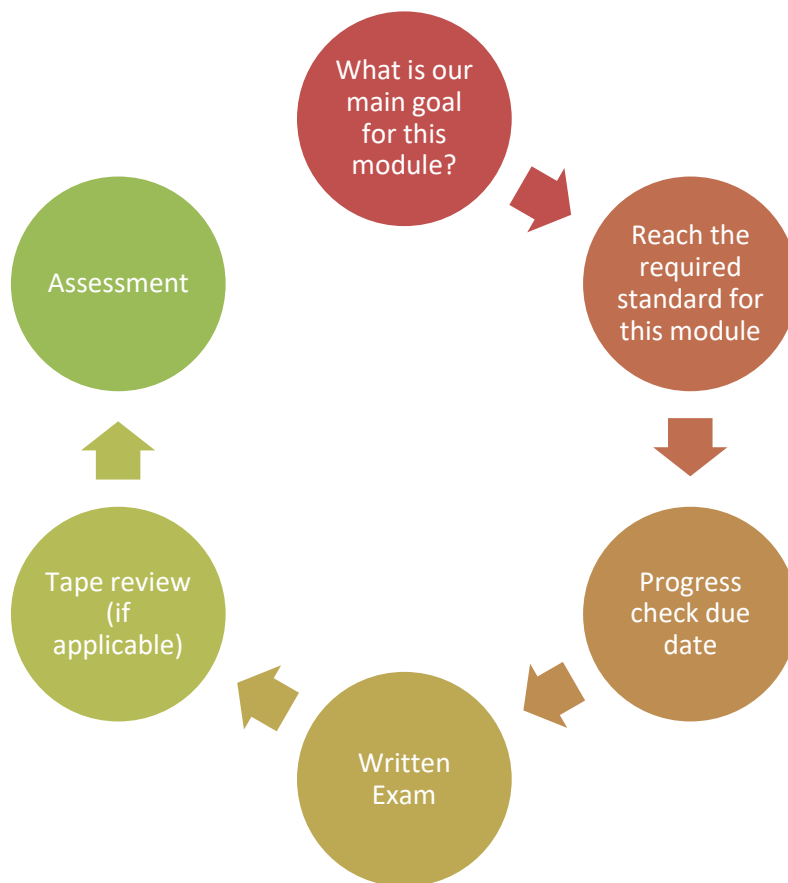 What is our
main goal
for this
module?
Reach the
required
standard for
this module
Progress
check due
date
Written
Exam
Tape review
(if
applicable)
Assessment